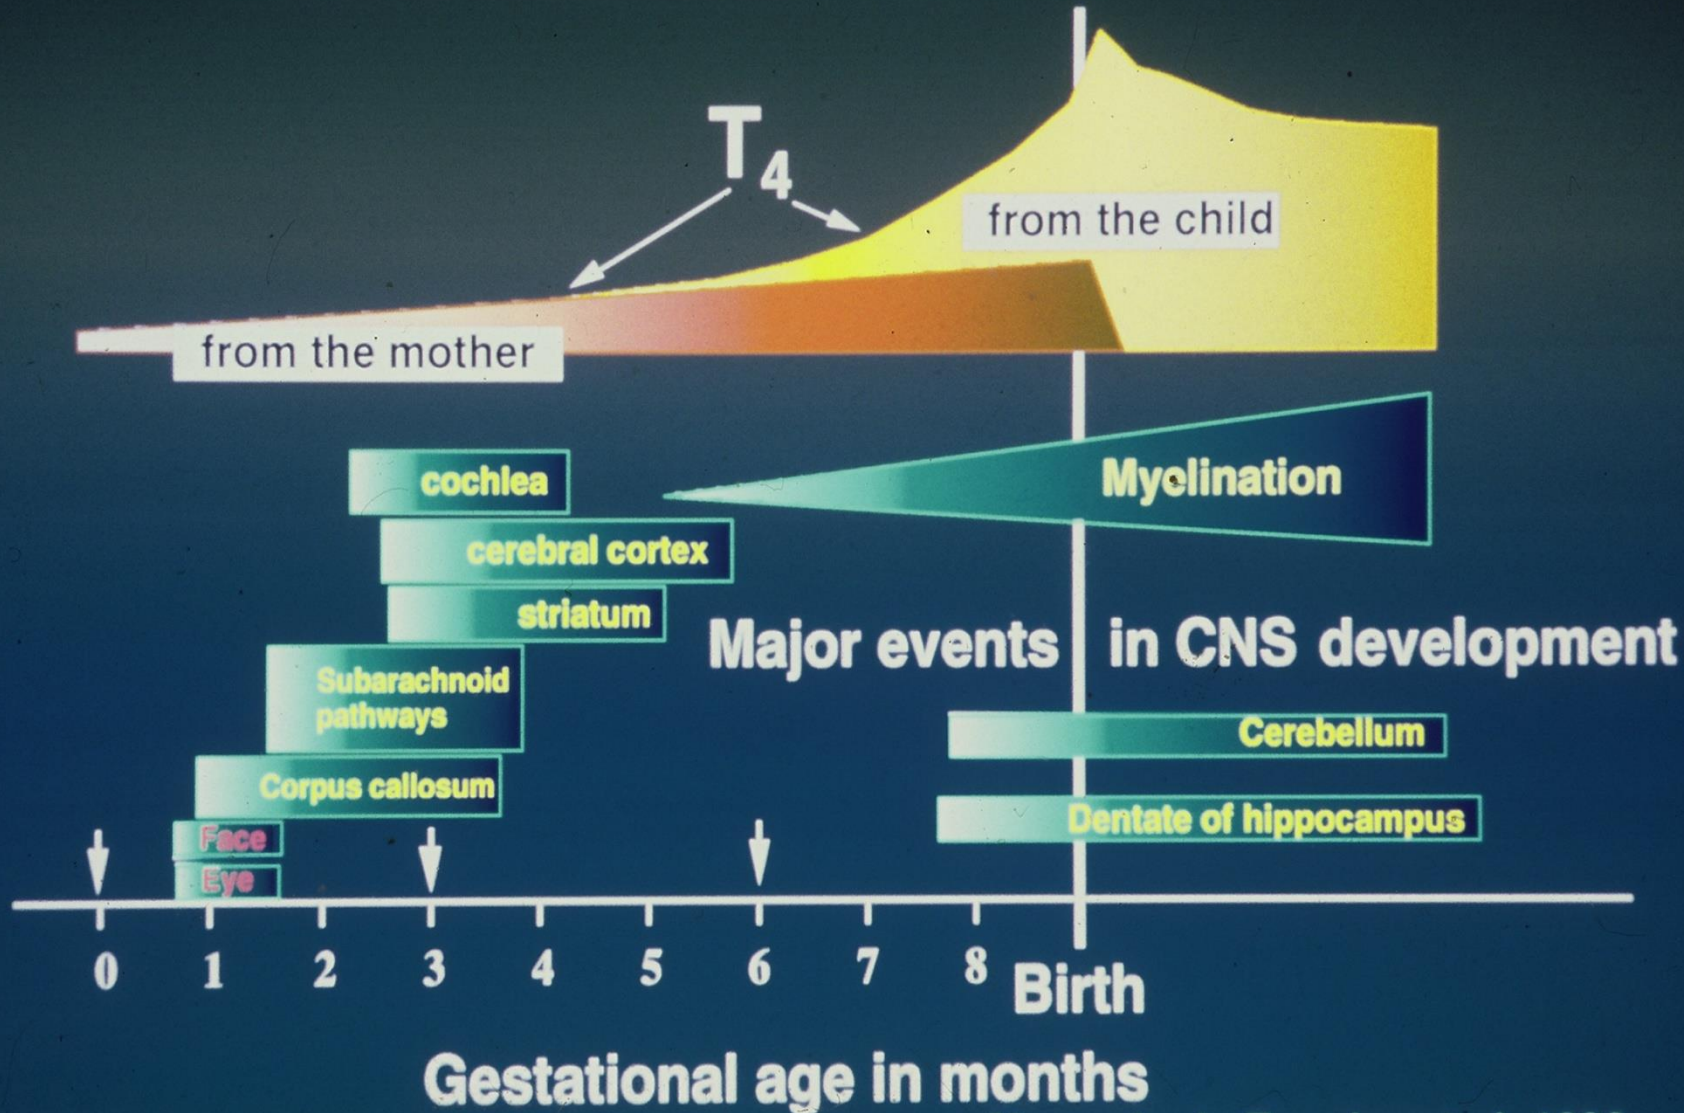 T4
from the child
from the mother
cochlea
Myelination
cerebral cortex
striatum
Major events in CNS development
Subarachnoid
pathways
Cerebellum
Corpus callosum
Dentate of hippocampus
Face
Eye
0 1 2 3 4 5 6 7 8 Birth
Gestational age in months